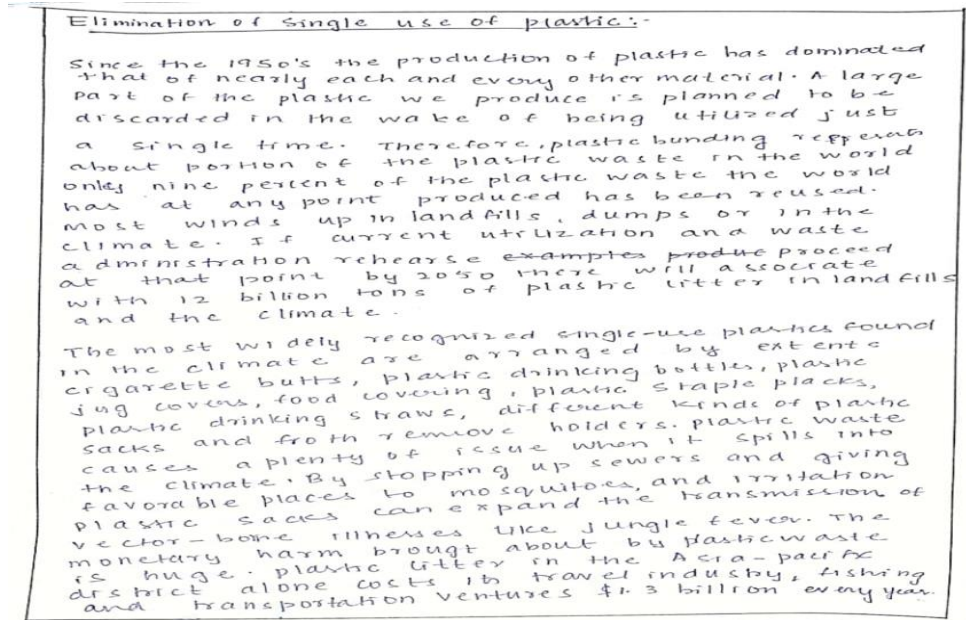 Elimination of single use of plastic:-
Since the 1950's the production of plastic has dominated
that of nearly each and every other material. A large
part of the plastic we produce is planned to be
discarded in the wake of being utilized just
a single time. Therefore, plastic bunding
about portion of the plastic waste in the world
only nine percent of the plastic waste the world
has at any point produced has been reused.
Most winds up in landfills, dumps or in the
climate. If current utilization and waste
administration rehearse examples produc proceed
at that point by 2050 there will associate
with 12 billion tons of plastic litter in landfills
and the climate.
The most widely recognized single-use plastics found
in the climate are arranged by extents
cigarette butts, plastic drinking bottles, plastic
jug covers, food covering, plastic staple placks,
plastic drinking straws, different kinds of plastic
sacks and froth remove holders. plastic waste
causes a plenty of issue when it spills into
the climate. By stopping up sewers and giving
favorable places to mosquitoes, and irritation
plastic sacks can expand the transmission of
vector-bone illnesses like jungle fever. The
monetary harm brougt about by plastic waste
is huge. plastic litter in the Asia-pacific
district alone costs its travel industry, fishing
and transportation ventures $1.3 billion every year.